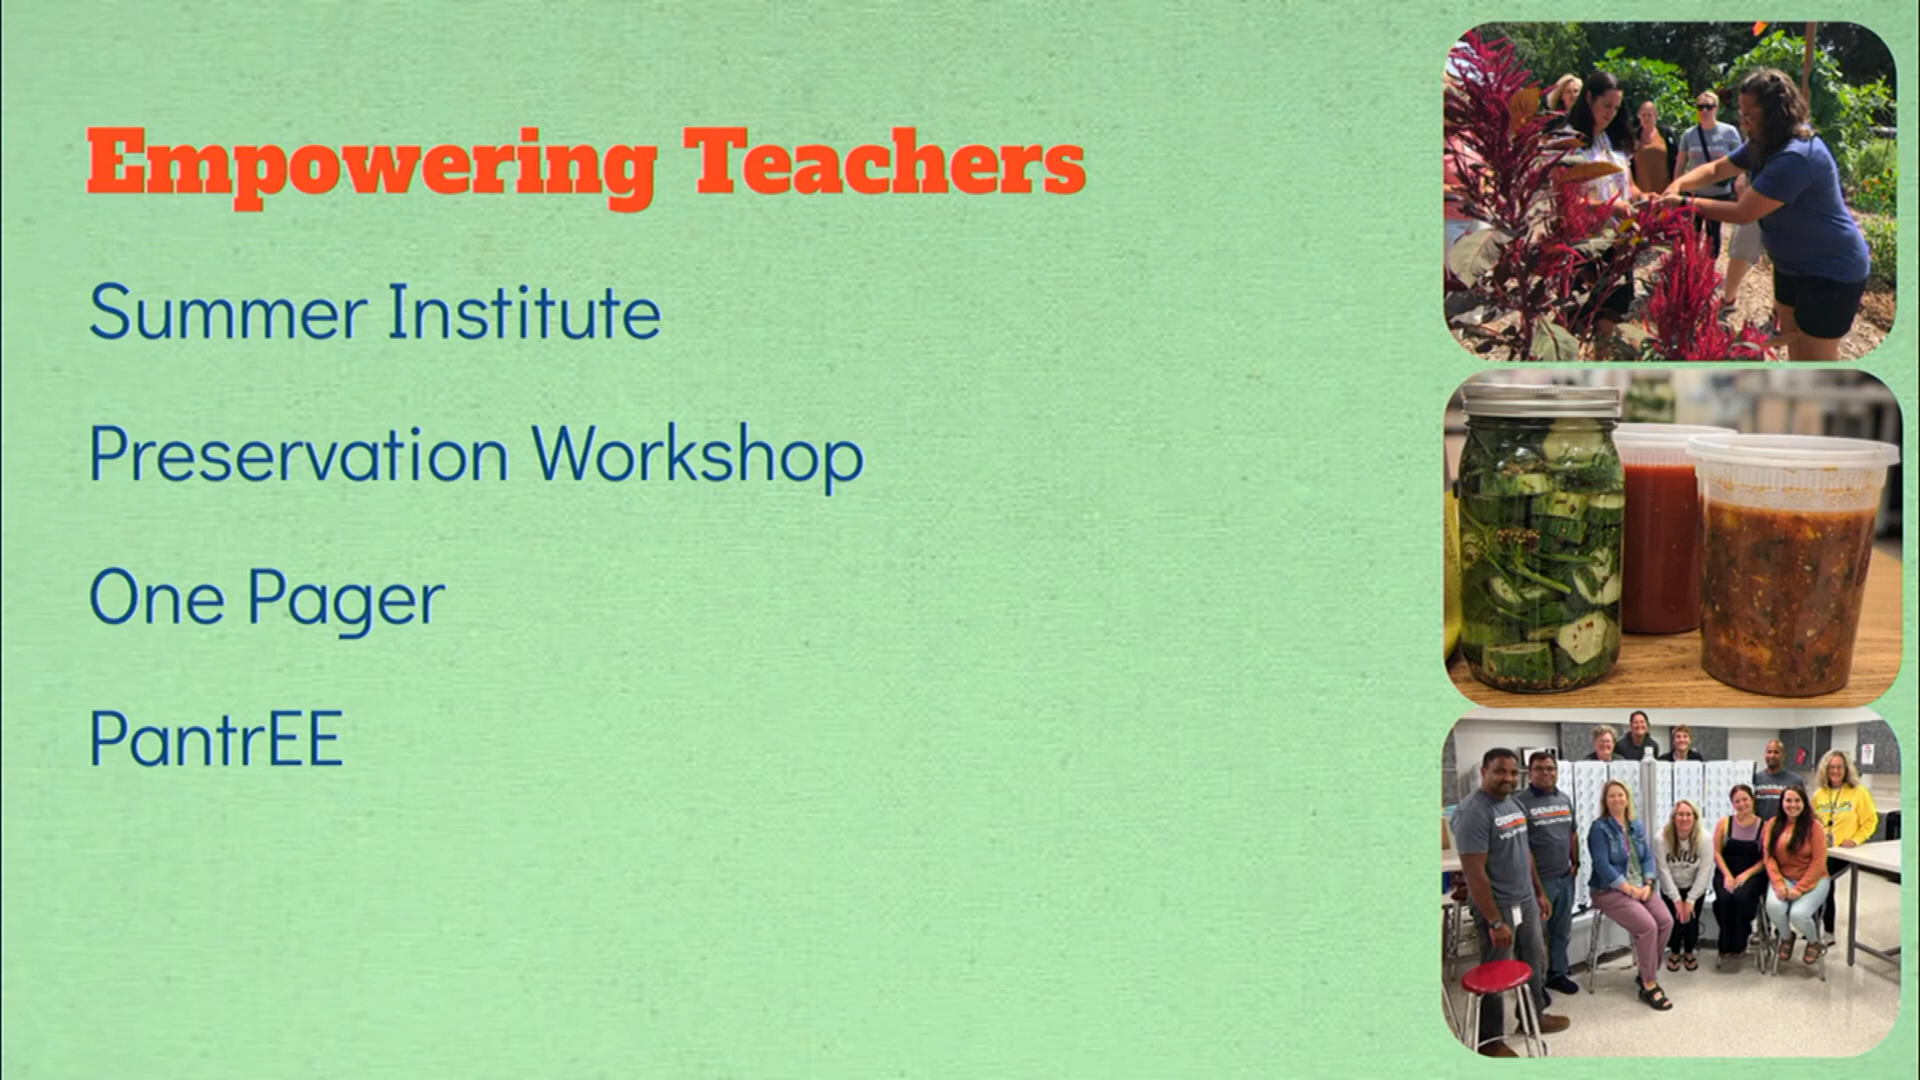 Empowering Teachers
Summer Institute
Preservation Workshop
One Pager
PantrEE